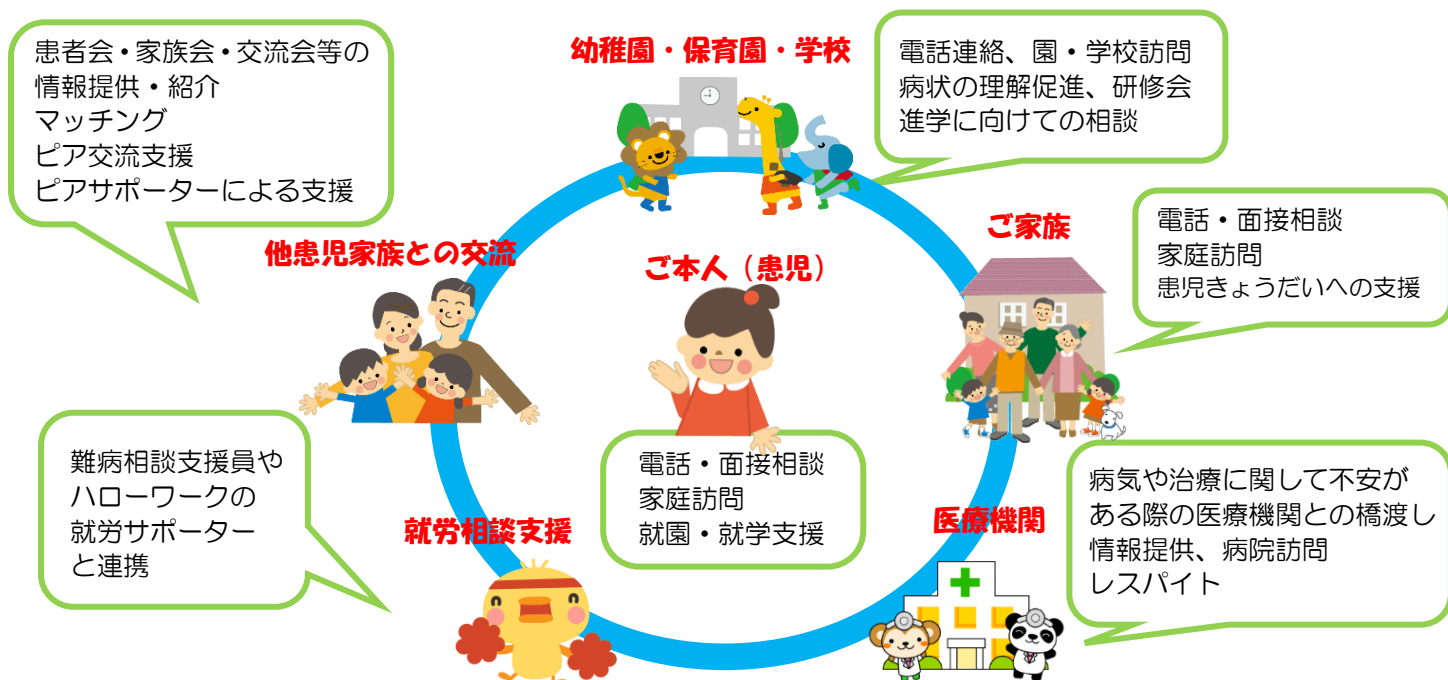 患者会・家族会・交流会等の
情報提供・紹介
マッチング
ピア交流支援
ピアサポーターによる支援
幼稚園・保育園・学校
電話連絡、園・学校訪問
病状の理解促進、研修会
進学に向けての相談
他患児家族との交流
ご本人（患児）
ご家族
電話・面接相談
家庭訪問
患児きょうだいへの支援
難病相談支援員や
ハローワークの
就労サポーター
と連携
就労相談支援
電話・面接相談
家庭訪問
就園・就学支援
医療機関
病気や治療に関して不安が
ある際の医療機関との橋渡し
情報提供、病院訪問
レスパイト